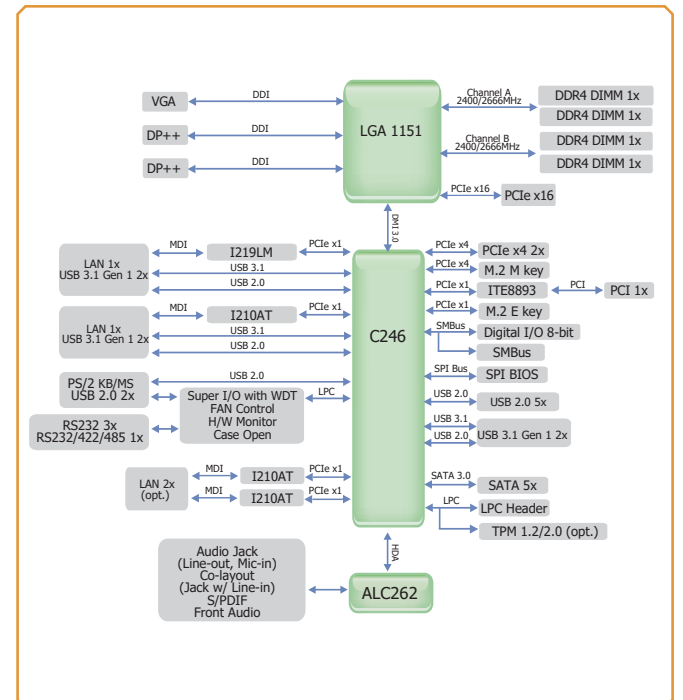 VGA
DDI
LGA 1151
Channel A
2400/2666MHz
DDR4 DIMM 1x
DDR4 DIMM 1x
DP++
DDI
Channel B
2400/2666MHz
DDR4 DIMM 1x
DDR4 DIMM 1x
DP++
DDI
PCIe x16
PCIe x16
DMI 3.0
LAN 1x
USB 3.1 Gen 1 2x
MDI
I219LM
PCIe x1
USB 3.1
USB 2.0
C246
PCIe x4
PCIe x4 2x
PCIe x4
M.2 M key
PCIe x1
ITE8893
PCI
PCI 1x
PCIe x1
M.2 E key
LAN 1x
USB 3.1 Gen 1 2x
MDI
I210AT
PCIe x1
USB 3.1
USB 2.0
SMBus
Digital I/O 8-bit
SMBus
PS/2 KB/MS
USB 2.0 2x
USB 2.0
SPI Bus
SPI BIOS
Super I/O with WDT
FAN Control
H/W Monitor
Case Open
LPC
USB 2.0
USB 2.0 5x
RS232 3x
RS232/422/485 1x
USB 3.1
USB 2.0
USB 3.1 Gen 1 2x
LAN 2x
(opt.)
MDI
I210AT
PCIe x1
MDI
I210AT
PCIe x1
SATA 3.0
SATA 5x
LPC
LPC Header
TPM 1.2/2.0 (opt.)
HDA
Audio Jack
(Line-out, Mic-in)
Co-layout
(Jack w/ Line-in)
S/PDIF
Front Audio
ALC262